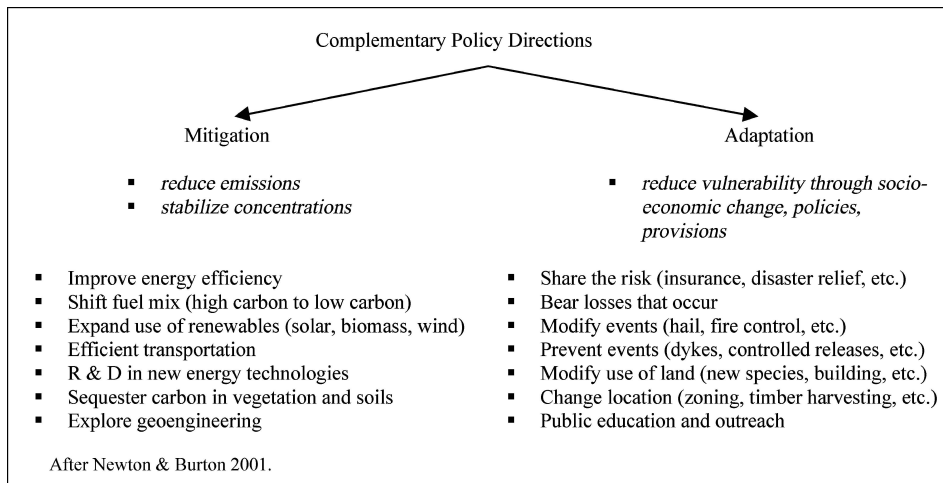 Complementary Policy Directions
Mitigation
▪ reduce emissions
▪ stabilize concentrations
▪ Improve energy efficiency
▪ Shift fuel mix (high carbon to low carbon)
▪ Expand use of renewables (solar, biomass, wind)
▪ Efficient transportation
▪ R & D in new energy technologies
▪ Sequester carbon in vegetation and soils
▪ Explore geoengineering
Adaptation
▪ reduce vulnerability through socio-
economic change, policies,
provisions
▪ Share the risk (insurance, disaster relief, etc.)
▪ Bear losses that occur
▪ Modify events (hail, fire control, etc.)
▪ Prevent events (dykes, controlled releases, etc.)
▪ Modify use of land (new species, building, etc.)
▪ Change location (zoning, timber harvesting, etc.)
▪ Public education and outreach
After Newton & Burton 2001.